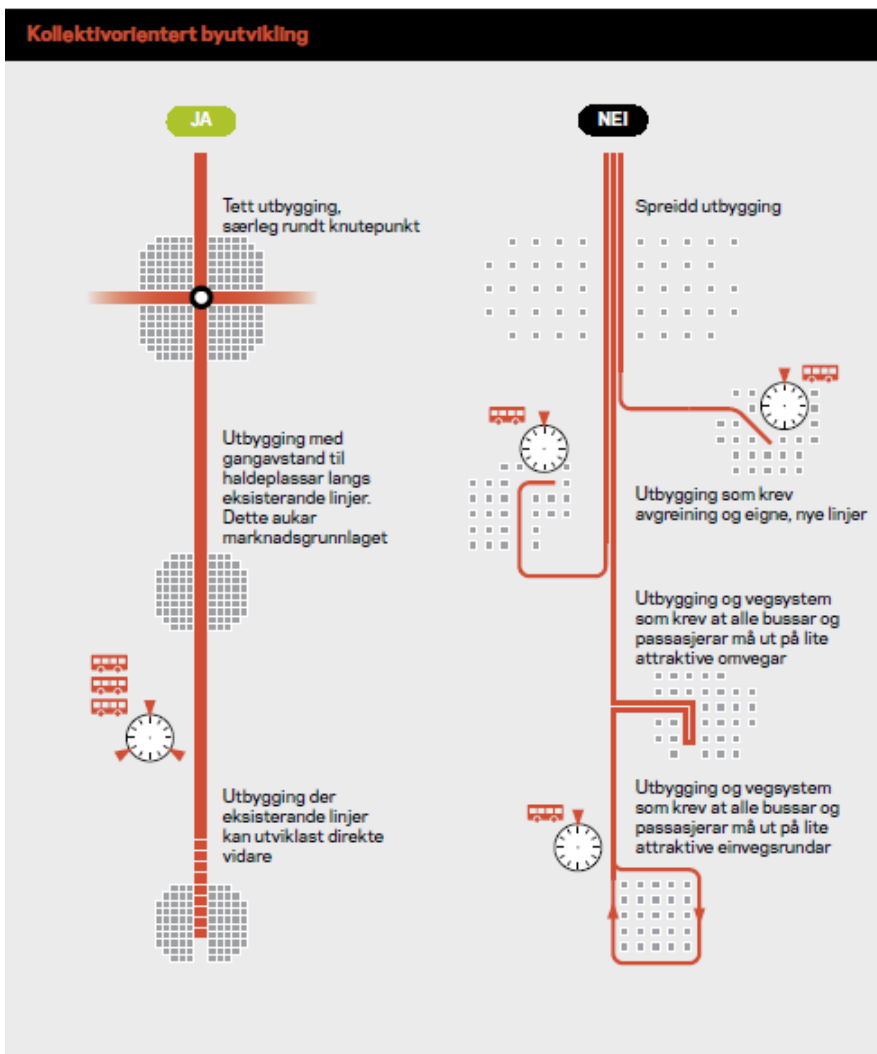 Kollektivorientert byutvikling
JA
Tett utbygging,
særleg rundt knutepunkt
Utbygging med
gangavstand til
haldeplassar langs
eksisterande linjer.
Dette aukar
marknadsgrunnlaget
Utbygging der
eksisterande linjer
kan utviklast direkte
vidare
NEI
Spreidd utbygging
Utbygging som krev
avgreining og eigne, nye linjer
Utbygging og vegsystem
som krev at alle bussar og
passasjerar må ut på lite
attraktive omvegar
Utbygging og vegsystem
som krev at alle bussar og
passasjerar må ut på lite
attraktive einvegsrundar